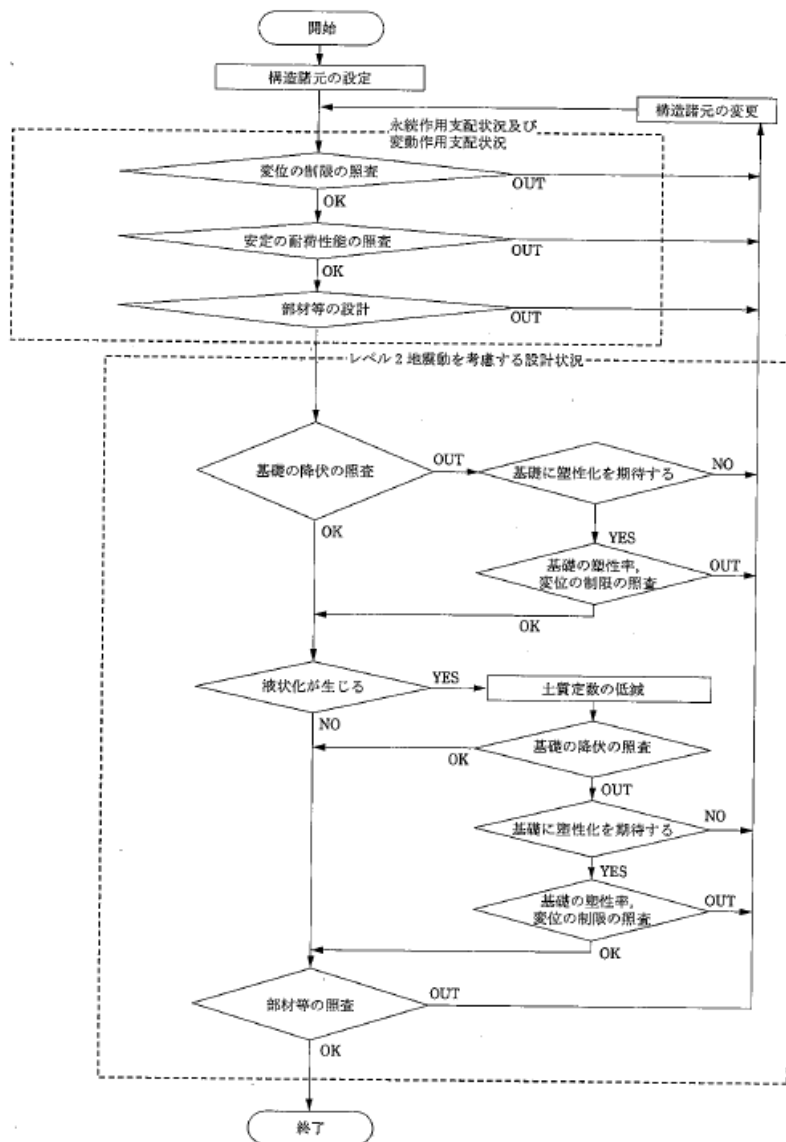 開始
構造諸元の設定
構造諸元の変更
永続作用支配状況及び
変動作用支配状況
変位の制限の照査
OUT
OK
安定の耐荷性能の照査
OUT
OK
部材等の設計
OUT
レベル2地震動を考慮する設計状況
基礎の降伏の照査
OUT
基礎に塑性化を期待する
NO
OK
YES
基礎の塑性率,
変位の制限の照査
OUT
OK
液状化が生じる
YES
土質定数の低減
NO
基礎の降伏の照査
OK
OUT
基礎に塑性化を期待する
NO
YES
基礎の塑性率,
変位の制限の照査
OUT
OK
部材等の照査
OUT
OK
終了